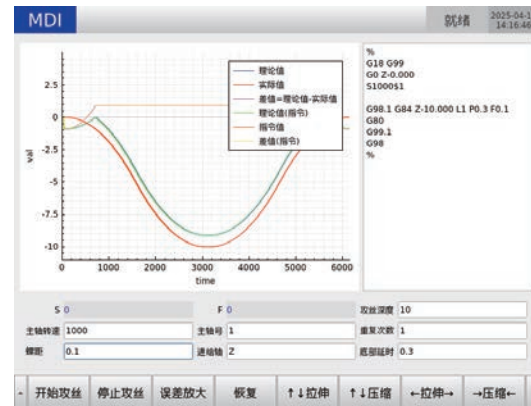 MDI
就绪
2025-04-1
14:16:46
2.5
0
-2.5
-5
-7.5
-10
val
0 1000 2000 3000 4000 5000 6000
time
理论值
实际值
差值=理论值-实际值
理论值(指令)
指令值
差值(指令)
%
G18 G99
G0 Z-0.000
S1000$1
G98.1 G84 Z-10.000 L1 P0.3 F0.1
G80
G99.1
G98
%
S 0
F 0
攻丝深度 10
主轴转速 1000
主轴号 1
重复次数 1
螺距 0.1
进给轴 Z
底部延时 0.3
开始攻丝
停止攻丝
误差放大
恢复
↑↓拉伸
↑↓压缩
←拉伸→
→压缩←